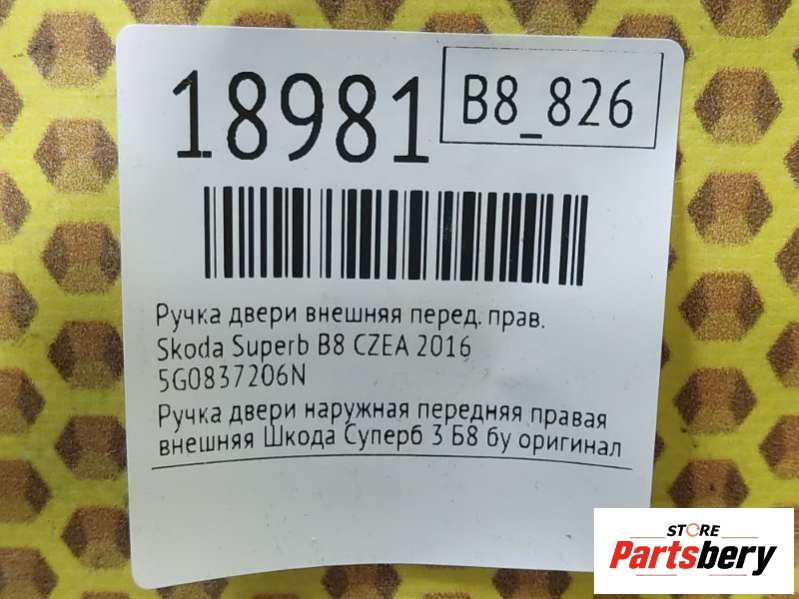 18981
B8_826
Ручка двери внешняя перед. прав.
Skoda Superb B8 CZEA 2016
5G0837206N
Ручка двери наружная передняя правая
внешняя Шкода Суперб 3 Б8 бу оригинал
STORE
Partsbery